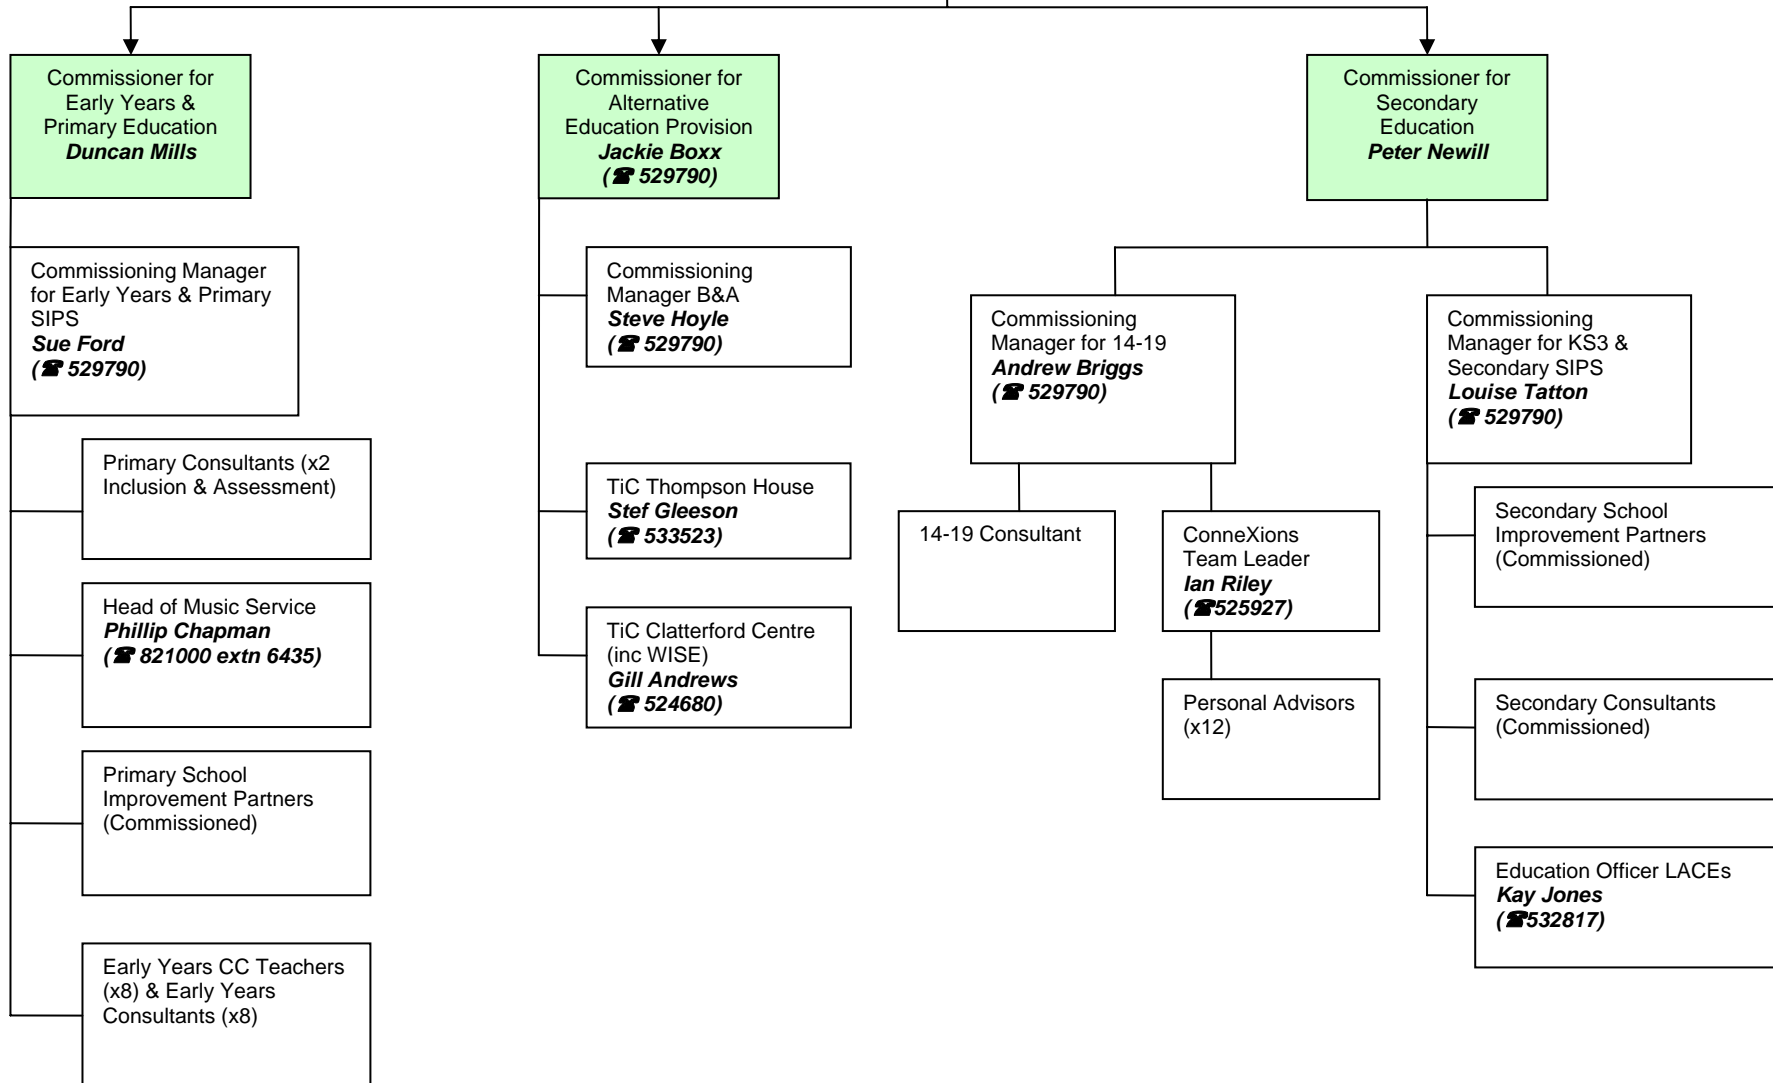 Commissioner for
Early Years &
Primary Education
Duncan Mills
Commissioner for
Alternative
Education Provision
Jackie Boxx
(☎ 529790)
Commissioner for
Secondary
Education
Peter Newill
Commissioning Manager
for Early Years & Primary
SIPS
Sue Ford
(☎ 529790)
Primary Consultants (x2
Inclusion & Assessment)
Head of Music Service
Phillip Chapman
(☎ 821000 extn 6435)
Primary School
Improvement Partners
(Commissioned)
Early Years CC Teachers
(x8) & Early Years
Consultants (x8)
Commissioning
Manager B&A
Steve Hoyle
(☎ 529790)
TiC Thompson House
Stef Gleeson
(☎ 533523)
TiC Clatterford Centre
(inc WISE)
Gill Andrews
(☎ 524680)
Commissioning
Manager for 14-19
Andrew Briggs
(☎ 529790)
14-19 Consultant
ConneXions
Team Leader
Ian Riley
(☎525927)
Personal Advisors
(x12)
Commissioning
Manager for KS3 &
Secondary SIPS
Louise Tatton
(☎ 529790)
Secondary School
Improvement Partners
(Commissioned)
Secondary Consultants
(Commissioned)
Education Officer LACEs
Kay Jones
(☎532817)